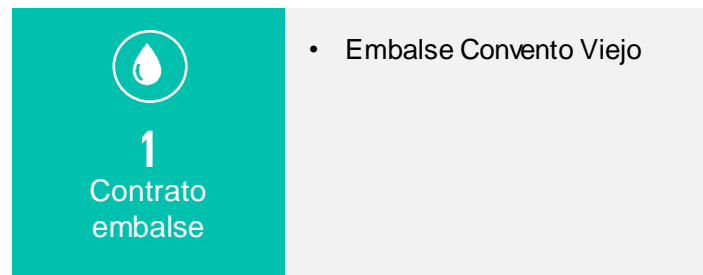 1
Contrato
embalse
• Embalse Convento Viejo